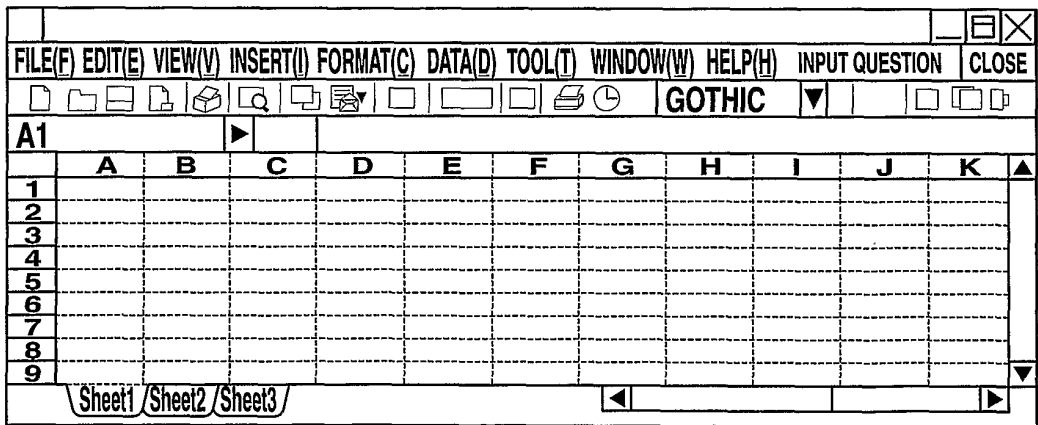 FILE(F) EDIT(E) VIEW(V) INSERT(I) FORMAT(C) DATA(D) TOOL(T) WINDOW(W) HELP(H) INPUT QUESTION CLOSE
GOTHIC
A1
A B C D E F G H I J K
1
2
3
4
5
6
7
8
9
Sheet1 Sheet2 Sheet3